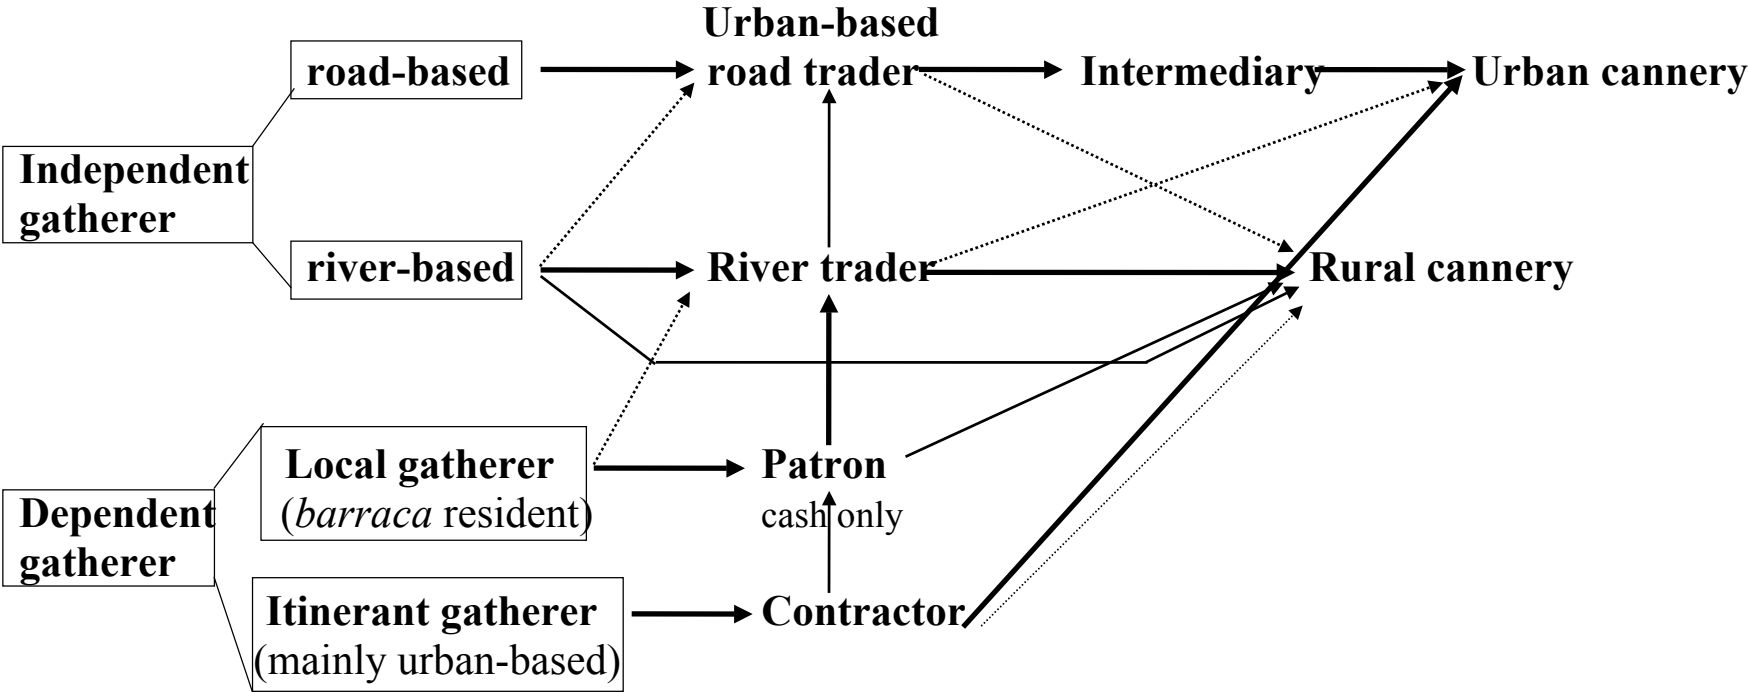 Urban-based
road-based
road trader
Intermediary
Urban cannery
Independent
gatherer
river-based
River trader
Rural cannery
Local gatherer
(barraca resident)
Patron
cash only
Dependent
gatherer
Itinerant gatherer
(mainly urban-based)
Contractor